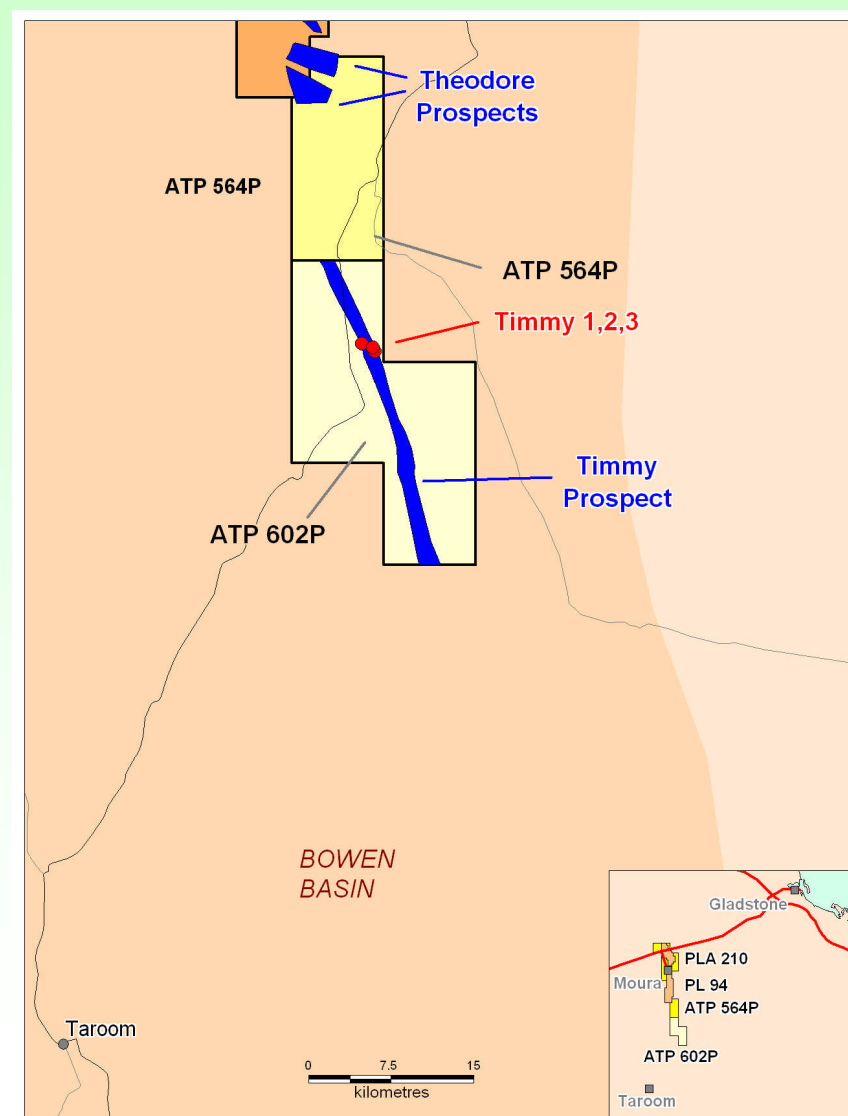 Theodore
Prospects
ATP 564P
ATP 564P
Timmy 1,2,3
Timmy
Prospect
ATP 602P
BOWEN
BASIN
Taroom
0 7.5 15
kilometres
Gladstone
PLA 210
Moura
PL 94
ATP 564P
ATP 602P
Taroom